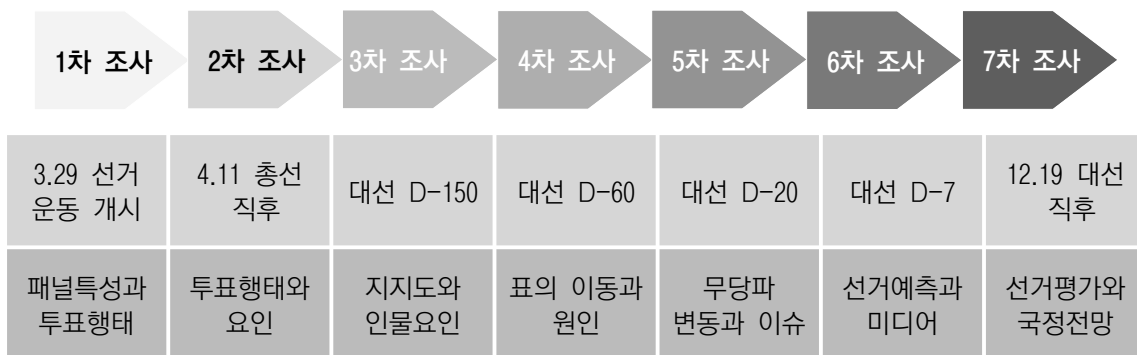 1차 조사
2차 조사
3차 조사
4차 조사
5차 조사
6차 조사
7차 조사
3.29 선거
운동 개시
4.11 총선
직후
대선 D-150
대선 D-60
대선 D-20
대선 D-7
12.19 대선
직후
패널특성과
투표행태
투표행태와
요인
지지도와
인물요인
표의 이동과
원인
무당파
변동과 이슈
선거예측과
미디어
선거평가와
국정전망